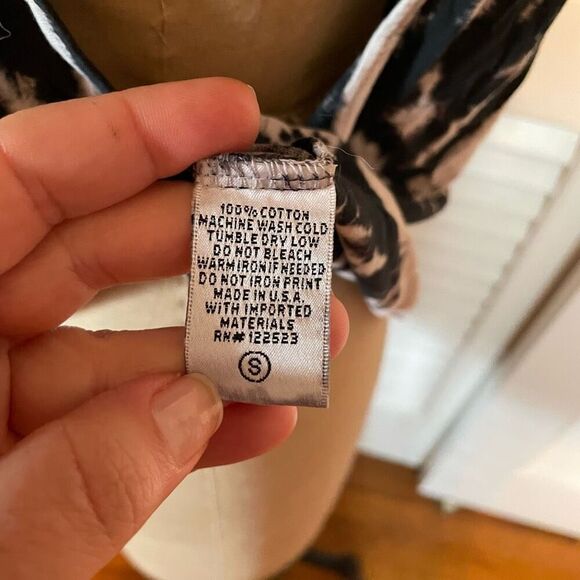 100% COTTON
MACHINE WASH COLD
TUMBLE DRY LOW
DO NOT BLEACH
WARM IRON IF NEEDED
DO NOT IRON PRINT
MADE IN U.S.A.
WITH IMPORTED
MATERIALS
RN# 122523
S